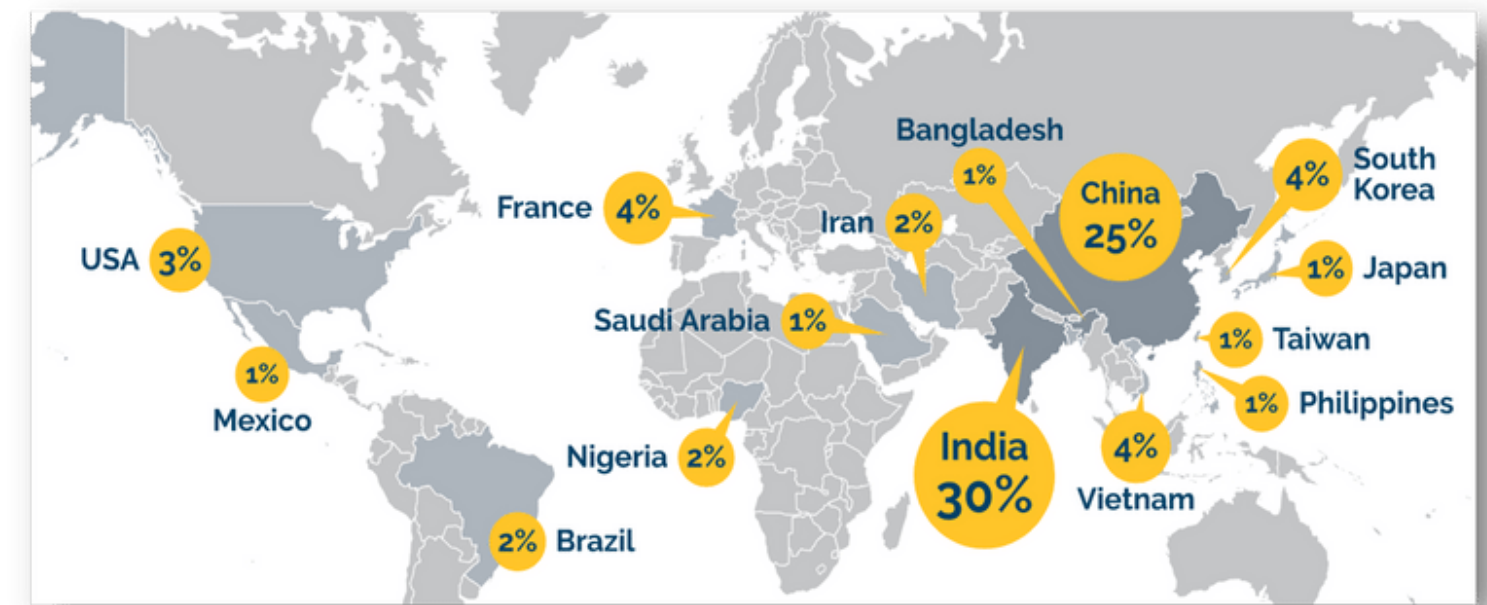 Bangladesh
1%
China
25%
4%
South
Korea
France 4%
Iran 2%
USA 3%
1% Japan
Saudi Arabia 1%
1% Taiwan
1%
Mexico
1% Philippines
Nigeria 2%
India
30%
4%
Vietnam
2% Brazil